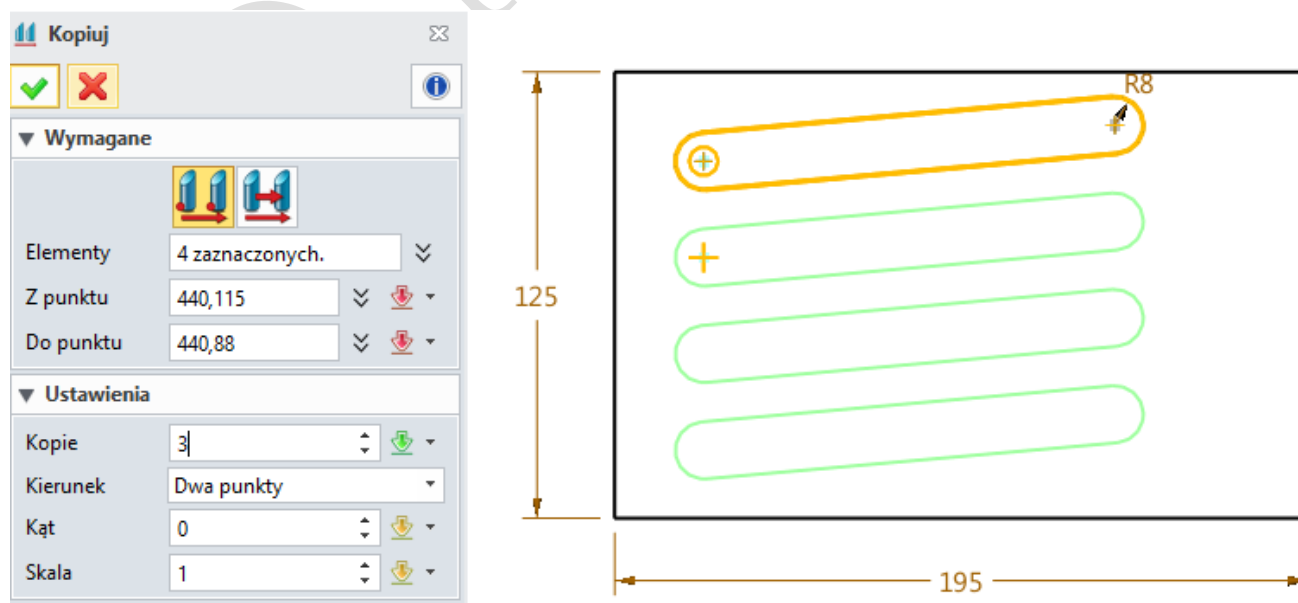 Kopiuj
Wymagane
Elementy 4 zaznaczonych.
Z punktu 440,115
Do punktu 440,88
Ustawienia
Kopie 3
Kierunek Dwa punkty
Kąt 0
Skala 1
R8
125
195